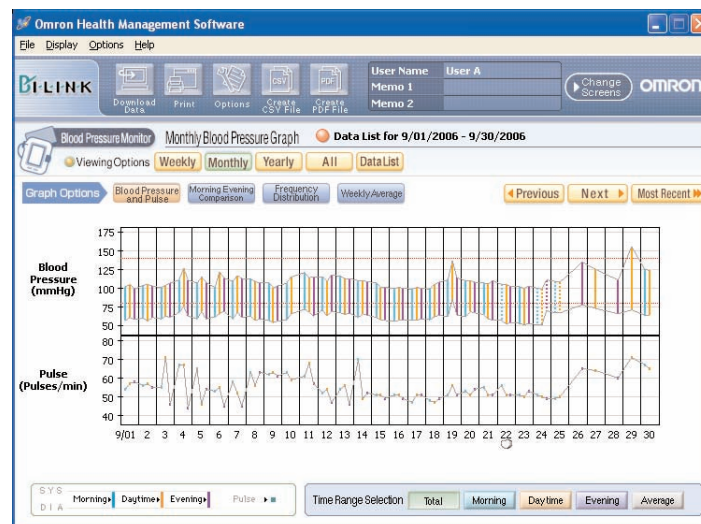 Omron Health Management Software
File Display Options Help
BI-LINK
Download Data
Print
Options
Create CSV File
Create PDF File
User Name User A
Memo 1
Memo 2
Change Screens
OMRON
Blood Pressure Monitor Monthly Blood Pressure Graph Data List for 9/01/2006 - 9/30/2006
Viewing Options Weekly Monthly Yearly All Data List
Graph Options Blood Pressure and Pulse Morning Evening Comparison Frequency Distribution Weekly Average Previous Next Most Recent
175
150
125
100
75
50
Blood Pressure (mmHg)
80
70
60
50
40
Pulse (Pulses/min)
9/01 2 3 4 5 6 7 8 9 10 11 12 13 14 15 16 17 18 19 20 21 22 23 24 25 26 27 28 29 30
SYS
DIA
Morning Daytime Evening Pulse
Time Range Selection Total Morning Daytime Evening Average